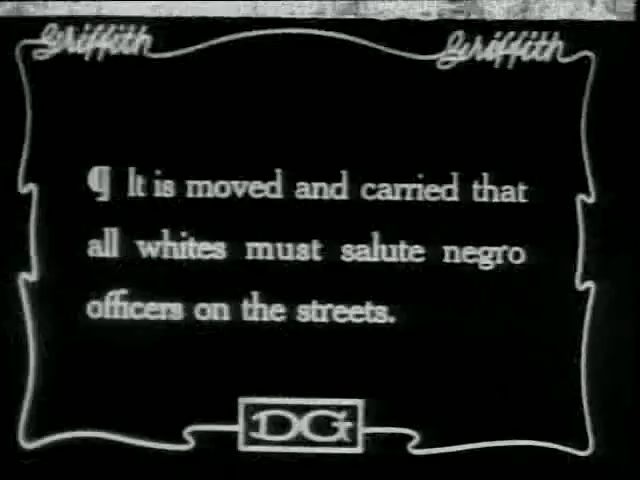 Griffith Griffith
¶ It is moved and carried that
all whites must salute negro
officers on the streets.
DG